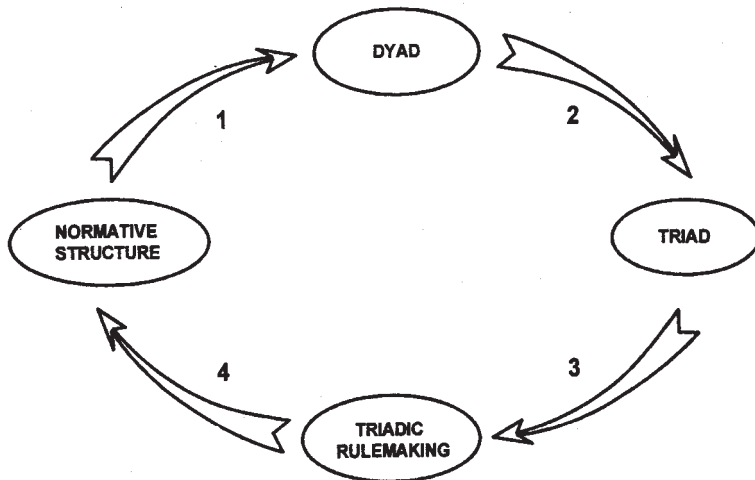 DYAD
1
2
NORMATIVE
STRUCTURE
TRIAD
4
3
TRIADIC
RULEMAKING